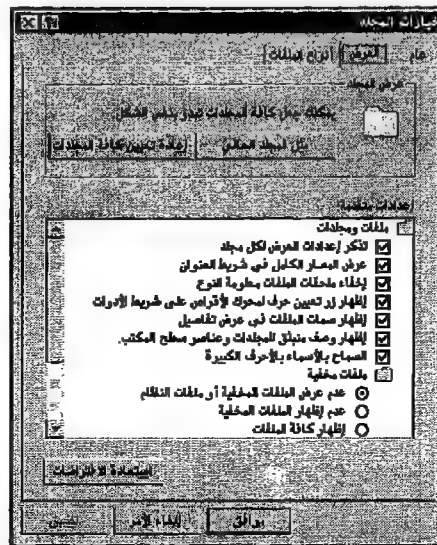 خيارات المجلد
عام العرض أنواع الملفات
عرض المجلد
يمكنك جعل كافة المجلدات تبدو بنفس الشكل
مثل المجلد الحالي إعادة تعيين كافة المجلدات
إعدادات متقدمة:
ملفات ومجلدات
تذكر إعدادات العرض لكل مجلد
عرض المسار الكامل في شريط العنوان
إخفاء ملحقات الملفات معلومة النوع
إظهار زر تعيين حرف لمحرك الأقراص على شريط الأدوات
إظهار سمات الملفات في عرض تفاصيل
إظهار وصف منبثق للمجلدات وعناصر سطح المكتب.
السماح بالأسماء بالأحرف الكبيرة
ملفات مخفية
عدم عرض الملفات المخفية أو ملفات النظام
عدم إظهار الملفات المخفية
إظهار كافة الملفات
استعادة الافتراضات
موافق إلغاء الأمر تطبيق